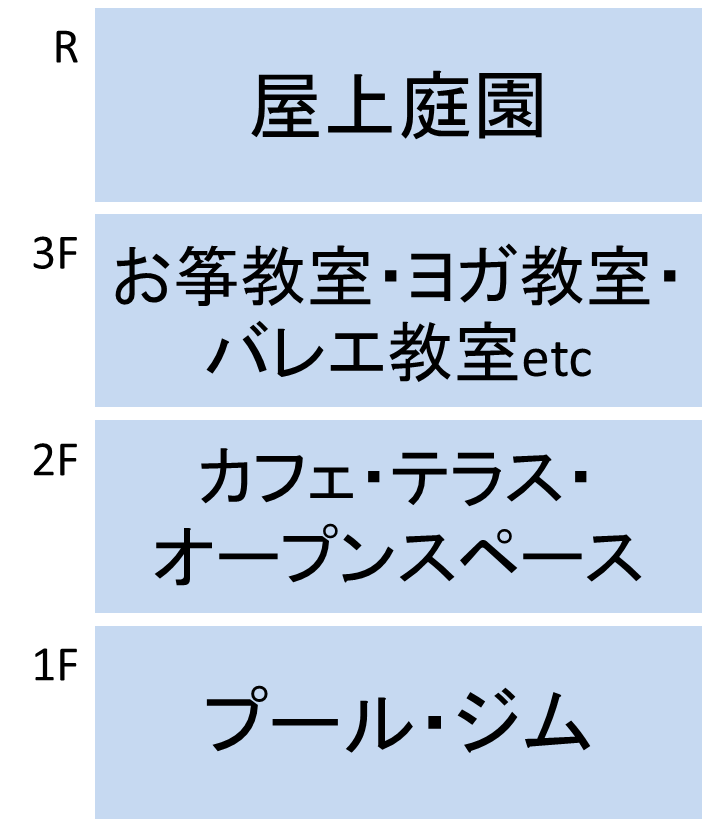 R
屋上庭園
3F
お箏教室・ヨガ教室・
バレエ教室etc
2F
カフェ・テラス・
オープンスペース
1F
プール・ジム